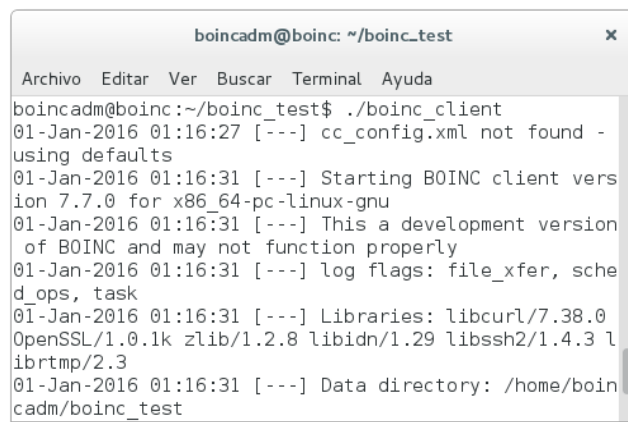 boincadm@boinc: ~/boinc_test ×
Archivo Editar Ver Buscar Terminal Ayuda
boincadm@boinc:~/boinc_test$ ./boinc_client
01-Jan-2016 01:16:27 [---] cc_config.xml not found -
using defaults
01-Jan-2016 01:16:31 [---] Starting BOINC client vers
ion 7.7.0 for x86_64-pc-linux-gnu
01-Jan-2016 01:16:31 [---] This a development version
 of BOINC and may not function properly
01-Jan-2016 01:16:31 [---] log flags: file_xfer, sche
d_ops, task
01-Jan-2016 01:16:31 [---] Libraries: libcurl/7.38.0
OpenSSL/1.0.1k zlib/1.2.8 libidn/1.29 libssh2/1.4.3 l
ibrtmp/2.3
01-Jan-2016 01:16:31 [---] Data directory: /home/boin
cadm/boinc_test